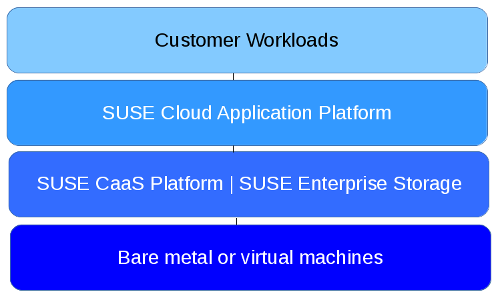 Customer Workloads
SUSE Cloud Application Platform
SUSE CaaS Platform | SUSE Enterprise Storage
Bare metal or virtual machines